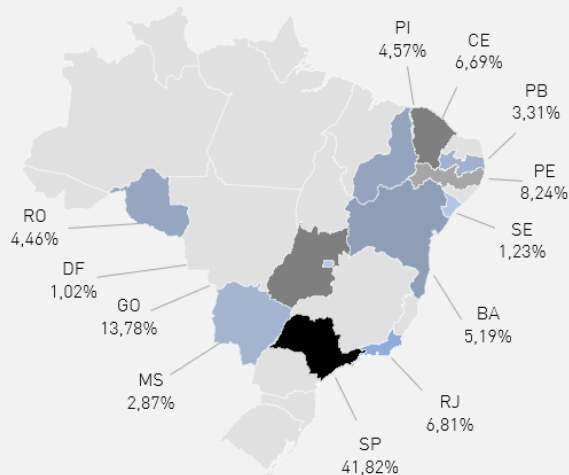 PI
4,57%
CE
6,69%
PB
3,31%
PE
8,24%
SE
1,23%
BA
5,19%
RJ
6,81%
SP
41,82%
MS
2,87%
GO
13,78%
DF
1,02%
RO
4,46%